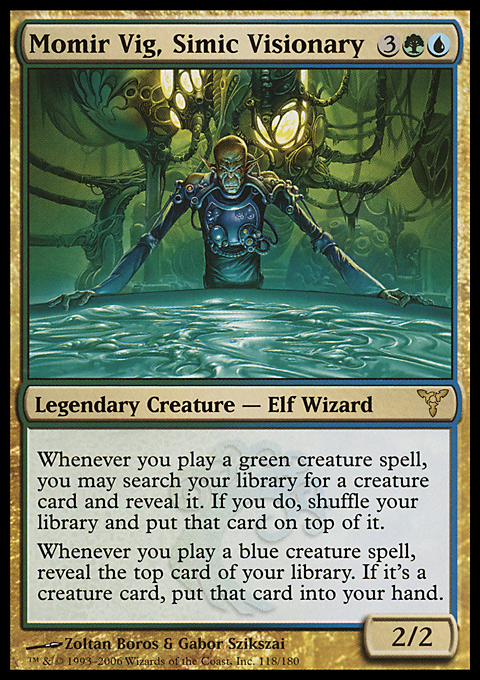 Momir Vig, Simic Visionary 3
Legendary Creature — Elf Wizard
Whenever you play a green creature spell,
you may search your library for a creature
card and reveal it. If you do, shuffle your
library and put that card on top of it.
Whenever you play a blue creature spell,
reveal the top card of your library. If it's a
creature card, put that card into your hand.
2/2
Zoltan Boros & Gabor Szikszai
™ & © 1993–2006 Wizards of the Coast, Inc. 118/180